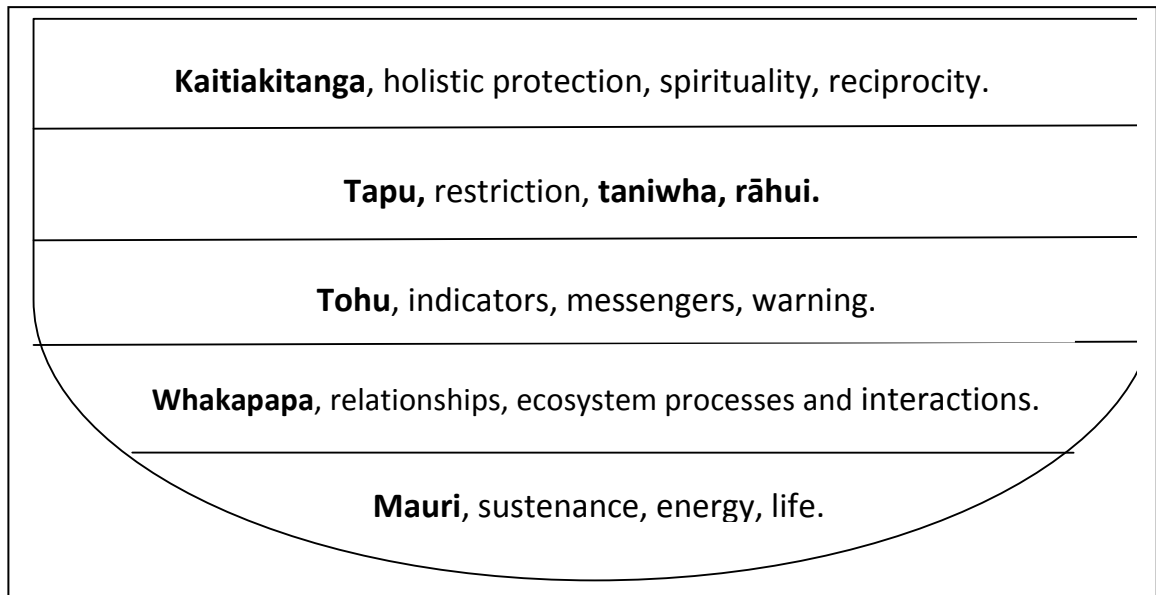 Kaitiakitanga, holistic protection, spirituality, reciprocity.
Tapu, restriction, taniwha, rāhui.
Tohu, indicators, messengers, warning.
Whakapapa, relationships, ecosystem processes and interactions.
Mauri, sustenance, energy, life.